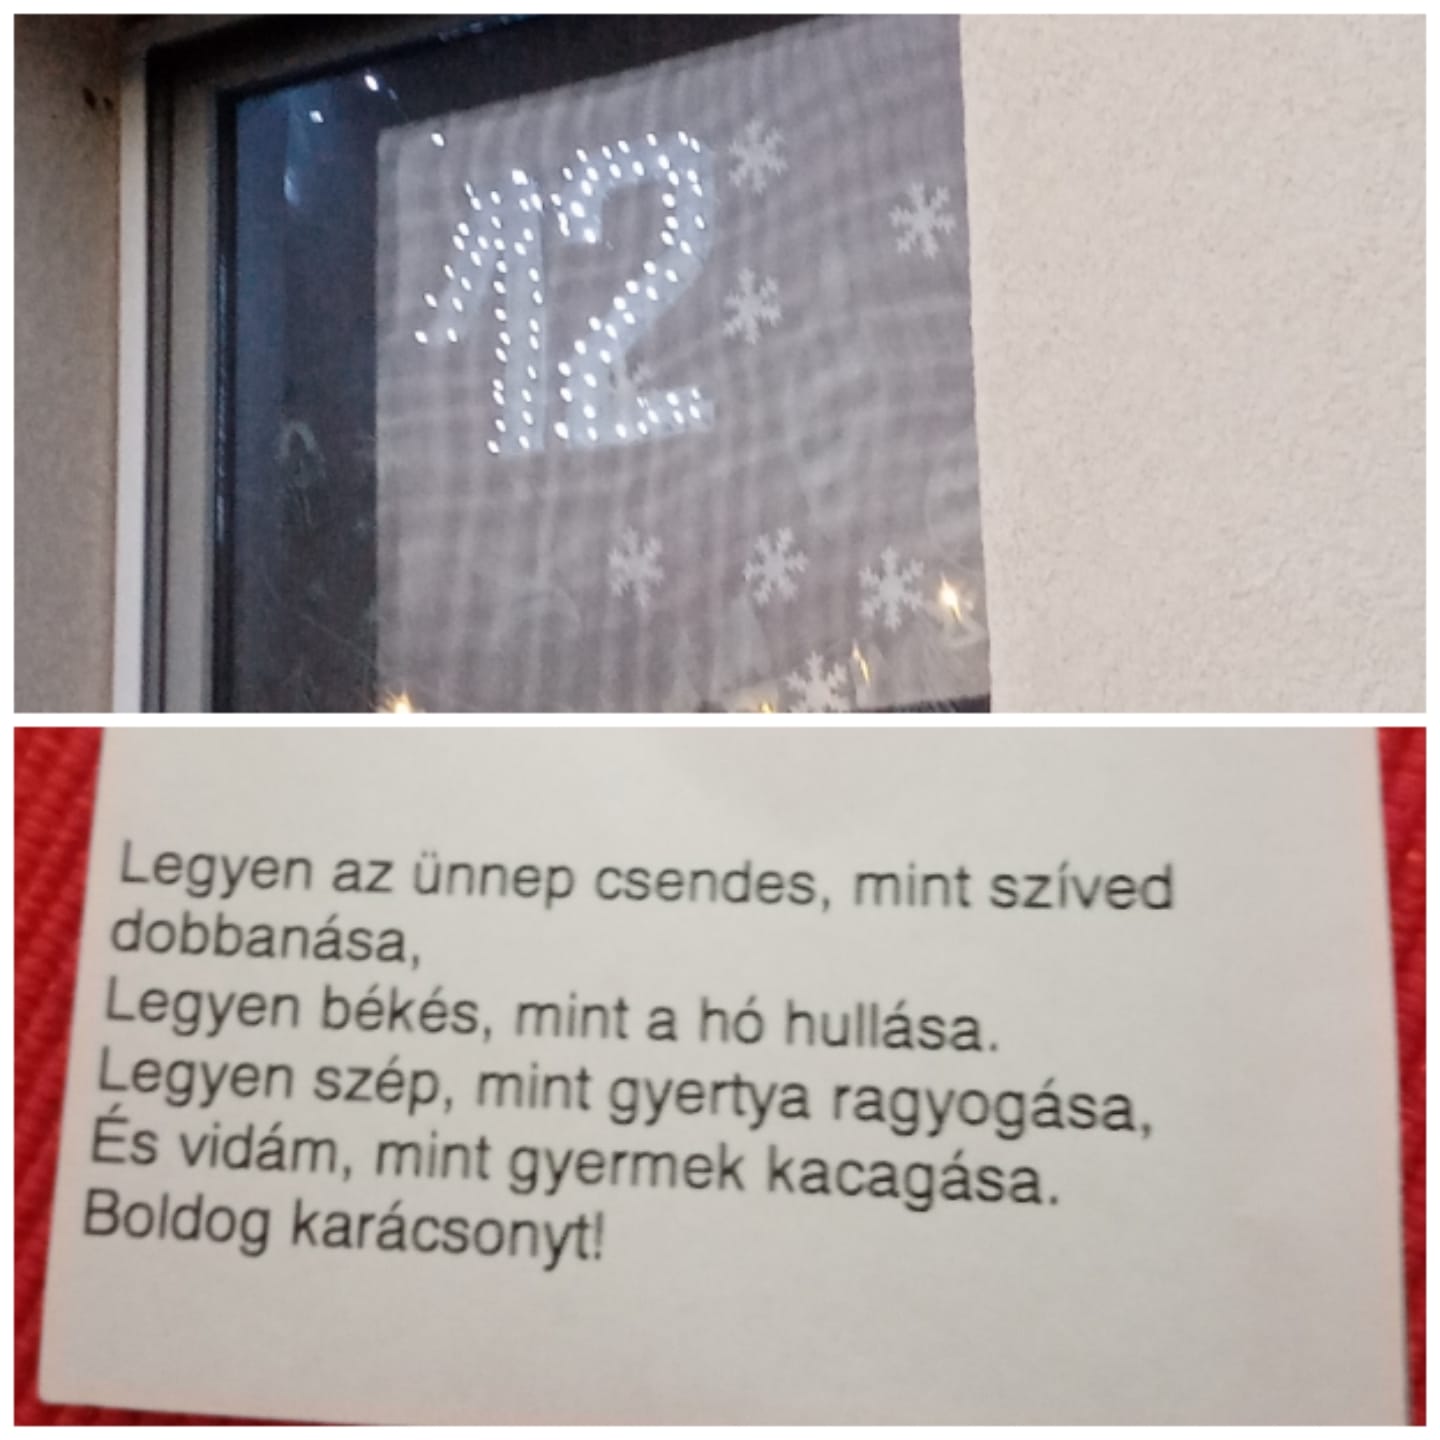 12
Legyen az ünnep csendes, mint szíved
dobbanása,
Legyen békés, mint a hó hullása.
Legyen szép, mint gyertya ragyogása,
És vidám, mint gyermek kacagása.
Boldog karácsonyt!